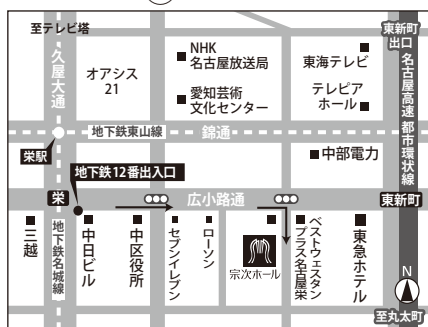 至テレビ塔
久屋大通
オアシス
21
NHK
名古屋放送局
愛知芸術
文化センター
東海テレビ
テレピア
ホール
東新町
出口
名古屋高速 都市環状線
地下鉄東山線
錦通
栄駅
中部電力
地下鉄12番出入口
栄
広小路通
東新町
三越
地下鉄名城線
中日ビル
中区役所
セブンイレブン
ローソン
宗次ホール
ベストウェスタン
プラス名古屋栄
東急ホテル
N
至丸太町